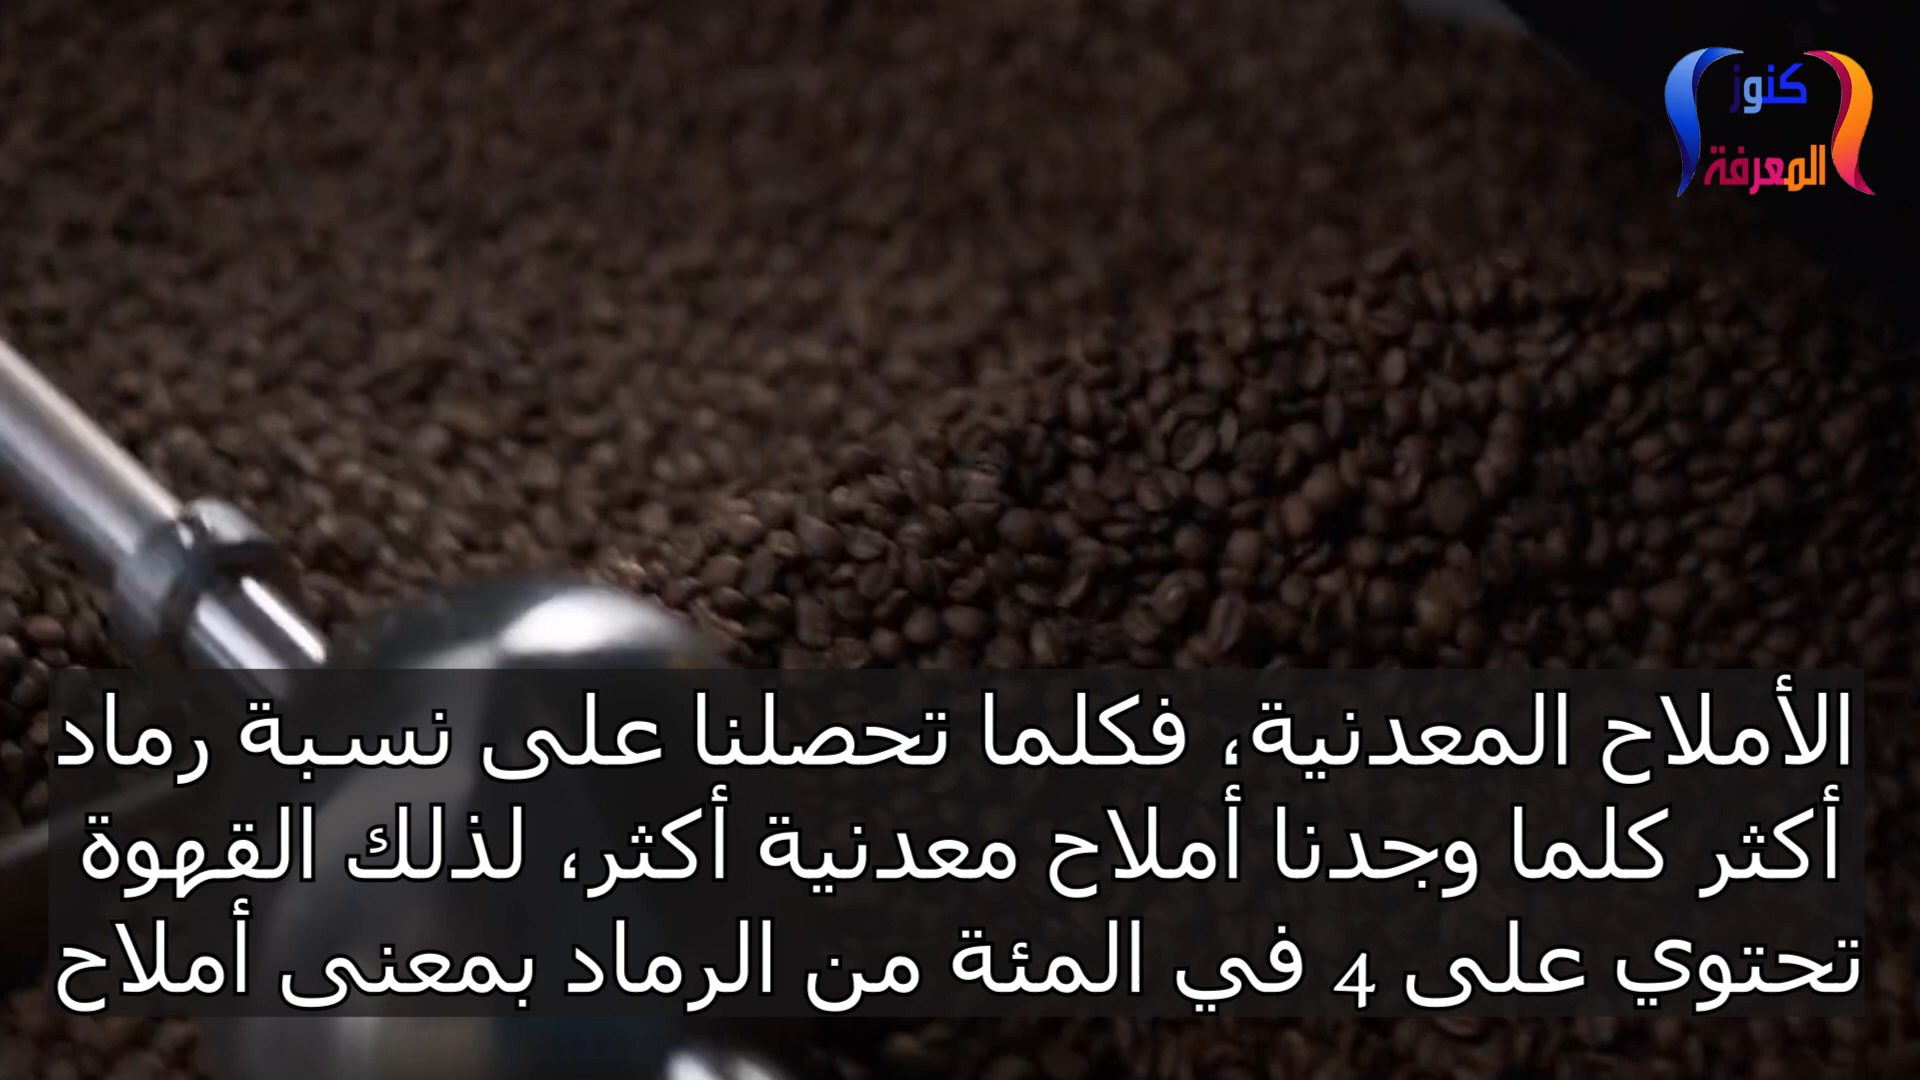 كنوز
المعرفة
الأملاح المعدنية، فكلما تحصلنا على نسبة رماد
أكثر كلما وجدنا أملاح معدنية أكثر، لذلك القهوة
تحتوي على 4 في المئة من الرماد بمعنى أملاح